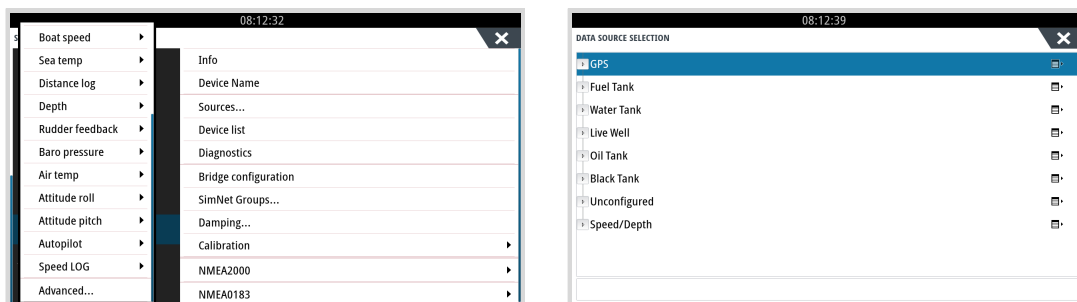 08:12:32
S
Boat speed
Sea temp
Distance log
Depth
Rudder feedback
Baro pressure
Air temp
Attitude roll
Attitude pitch
Autopilot
Speed LOG
Advanced...
Info
Device Name
Sources...
Device list
Diagnostics
Bridge configuration
SimNet Groups...
Damping...
Calibration
NMEA2000
NMEA0183
08:12:39
DATA SOURCE SELECTION
GPS
Fuel Tank
Water Tank
Live Well
Oil Tank
Black Tank
Unconfigured
Speed/Depth